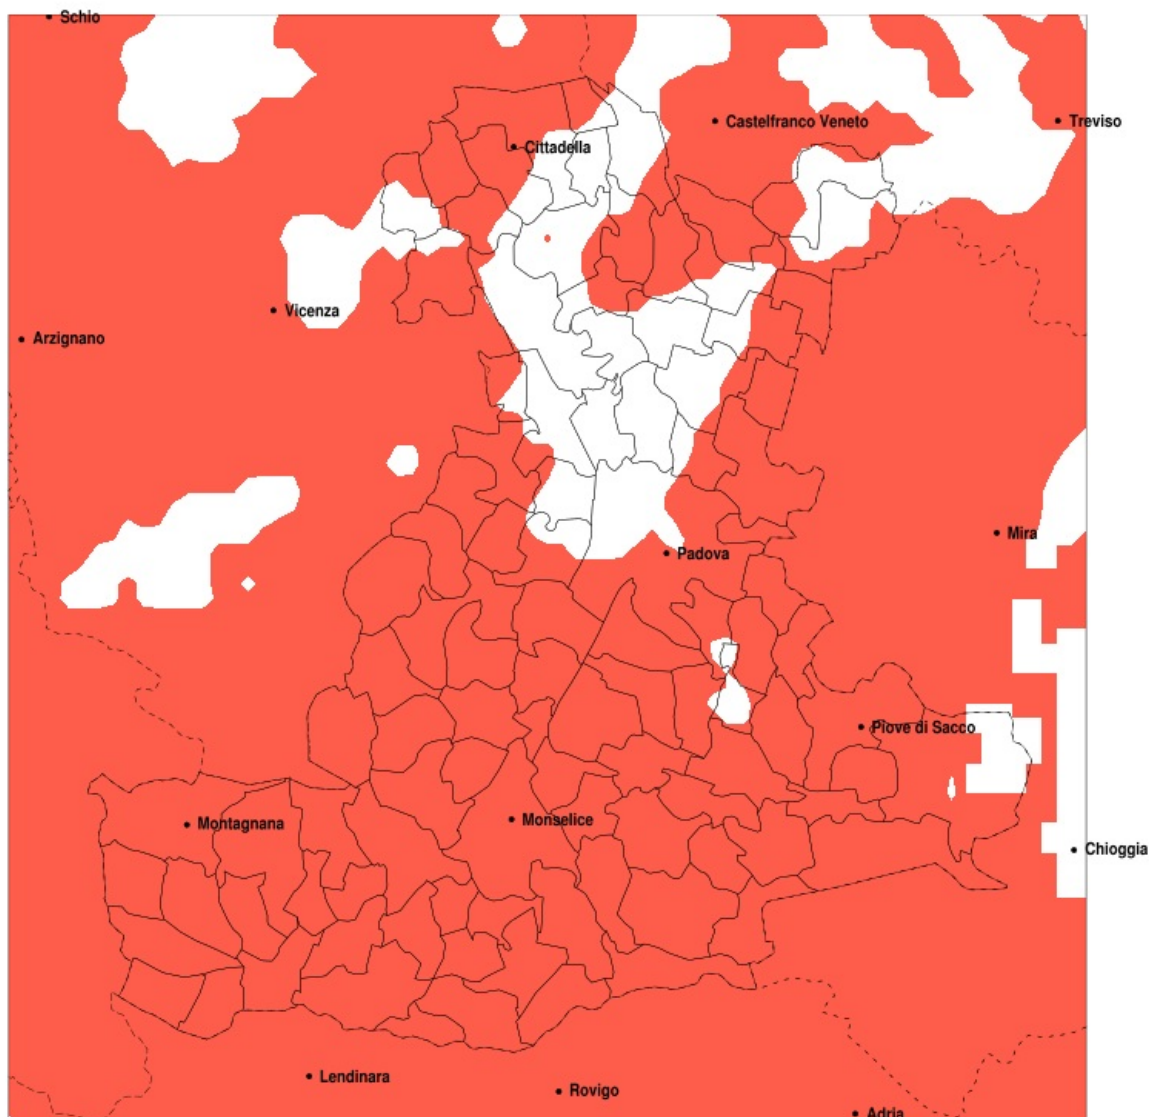 Schio
Castelfranco Veneto
Treviso
Cittadella
Vicenza
Arzignano
Mira
Padova
Piove di Sacco
Monselice
Montagnana
Chioggia
Lendinara
Rovigo
Adria